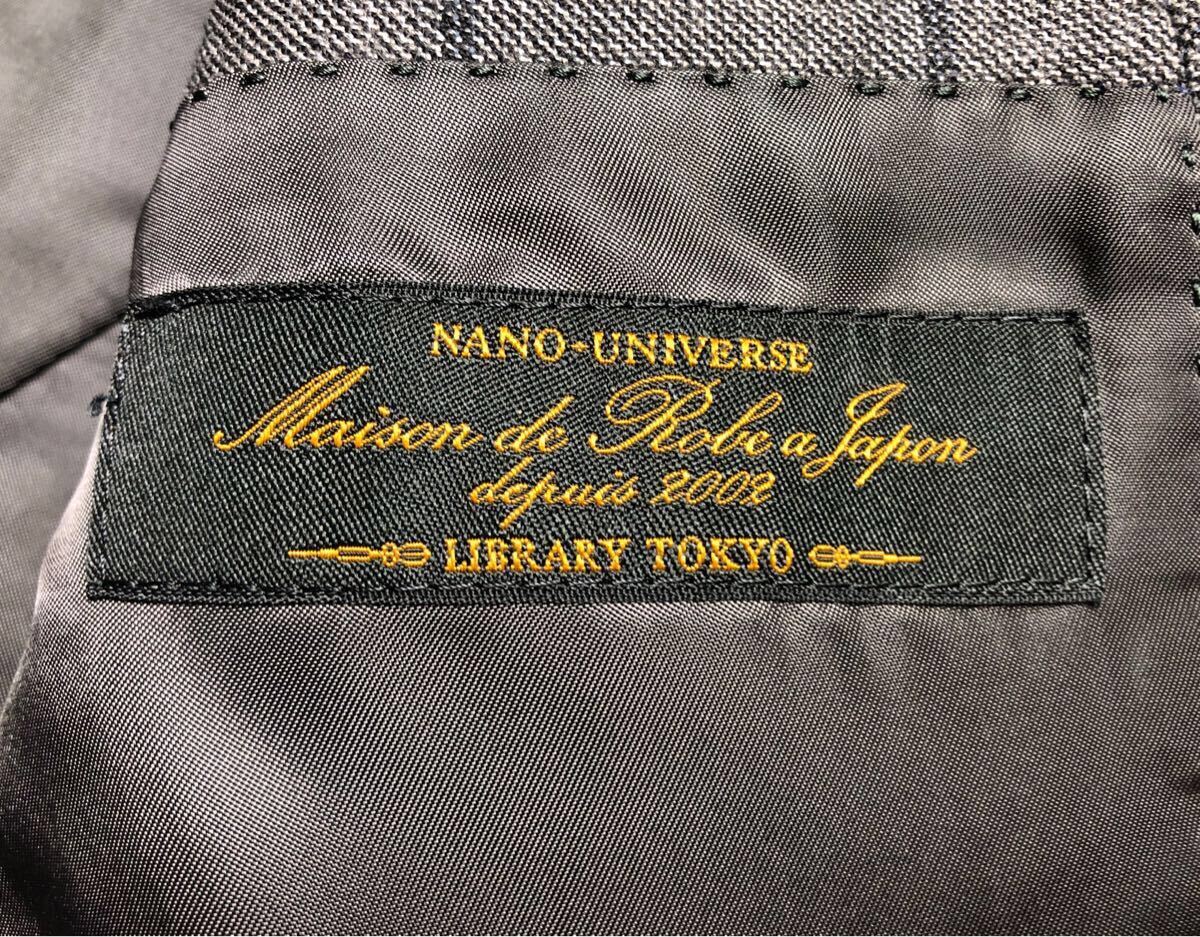 NANO-UNIVERSE
Maison de Robe a Japon
depuis 2002
LIBRARY TOKYO